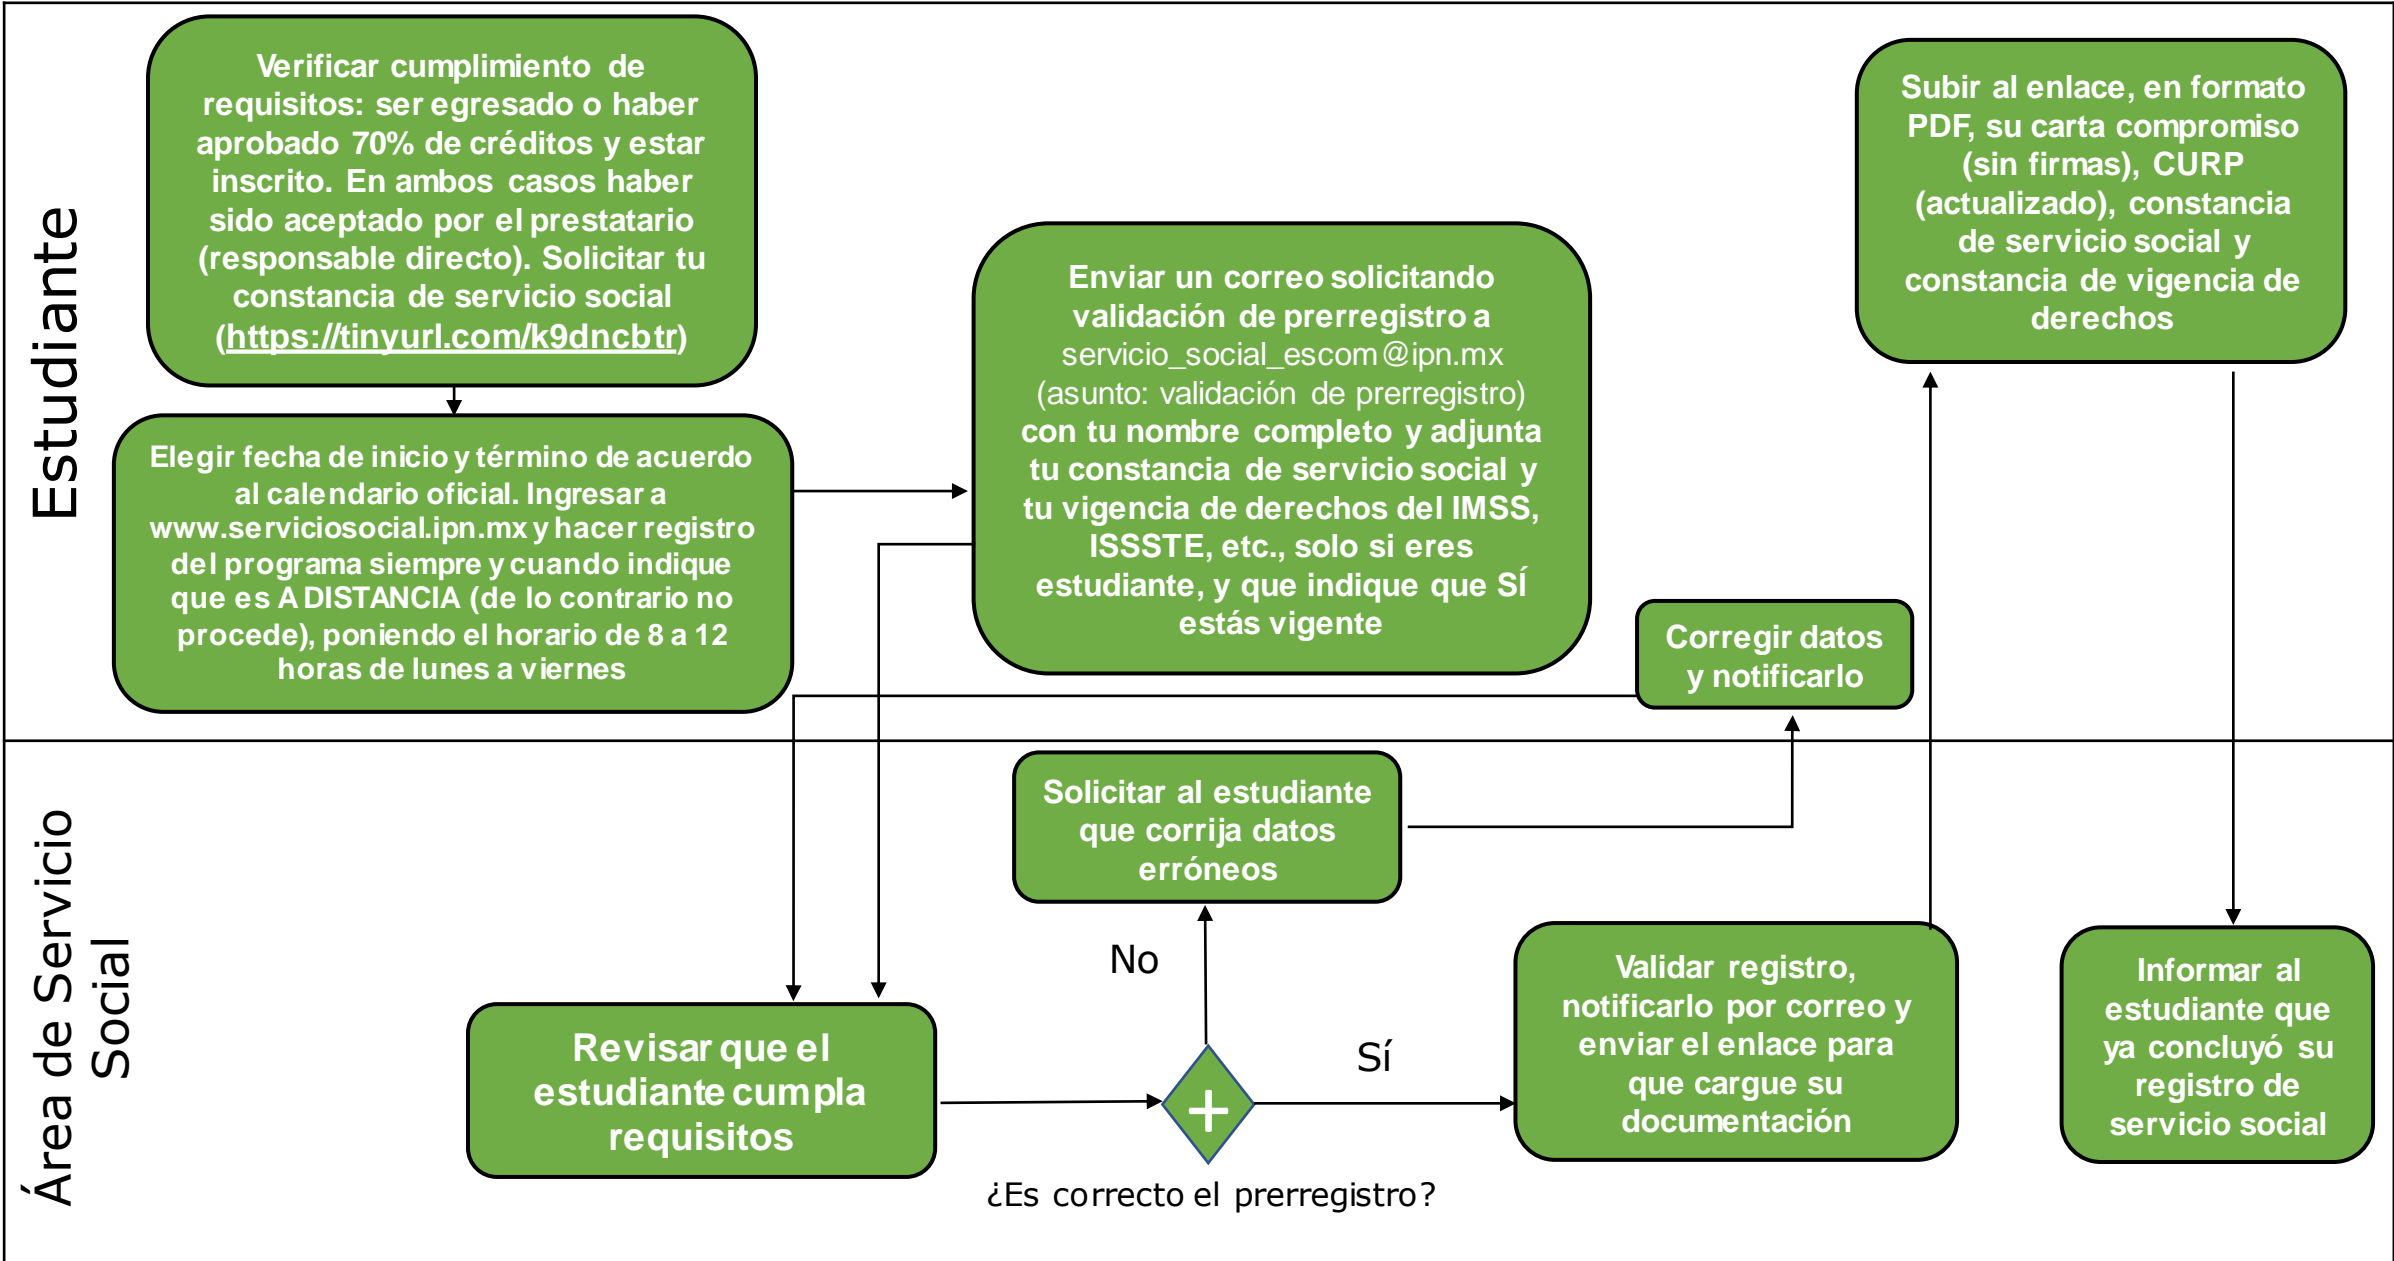 Estudiante
Verificar cumplimiento de
requisitos: ser egresado o haber
aprobado 70% de créditos y estar
inscrito. En ambos casos haber
sido aceptado por el prestatario
(responsable directo). Solicitar tu
constancia de servicio social
(https://tinyurl.com/k9dncbtr)
Elegir fecha de inicio y término de acuerdo
al calendario oficial. Ingresar a
www.serviciosocial.ipn.mx y hacer registro
del programa siempre y cuando indique
que es A DISTANCIA (de lo contrario no
procede), poniendo el horario de 8 a 12
horas de lunes a viernes
Enviar un correo solicitando
validación de prerregistro a
servicio_social_escom@ipn.mx
(asunto: validación de prerregistro)
con tu nombre completo y adjunta
tu constancia de servicio social y
tu vigencia de derechos del IMSS,
ISSSTE, etc., solo si eres
estudiante, y que indique que SÍ
estás vigente
Subir al enlace, en formato
PDF, su carta compromiso
(sin firmas), CURP
(actualizado), constancia
de servicio social y
constancia de vigencia de
derechos
Corregir datos
y notificarlo
Área de Servicio
Social
Solicitar al estudiante
que corrija datos
erróneos
No
Sí
Revisar que el
estudiante cumpla
requisitos
¿Es correcto el prerregistro?
Validar registro,
notificarlo por correo y
enviar el enlace para
que cargue su
documentación
Informar al
estudiante que
ya concluyó su
registro de
servicio social